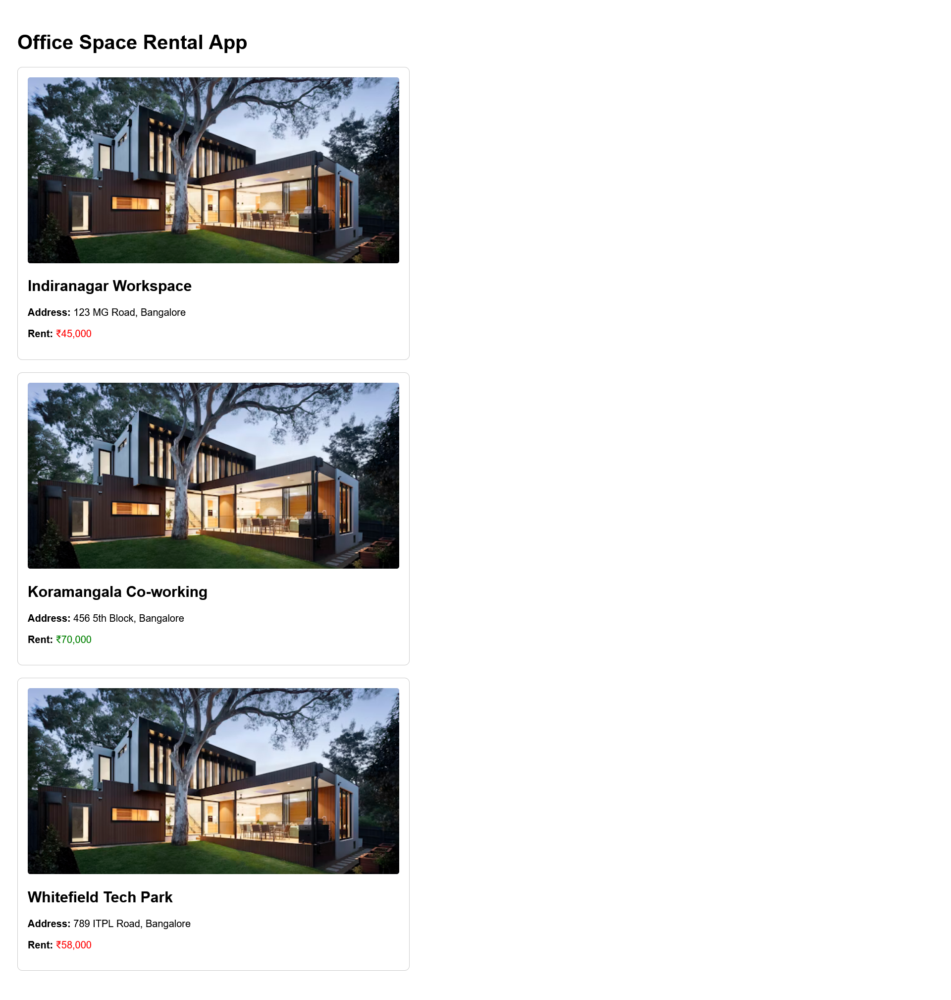 Office Space Rental App
Indiranagar Workspace
Address: 123 MG Road, Bangalore
Rent: ₹45,000
Koramangala Co-working
Address: 456 5th Block, Bangalore
Rent: ₹70,000
Whitefield Tech Park
Address: 789 ITPL Road, Bangalore
Rent: ₹58,000